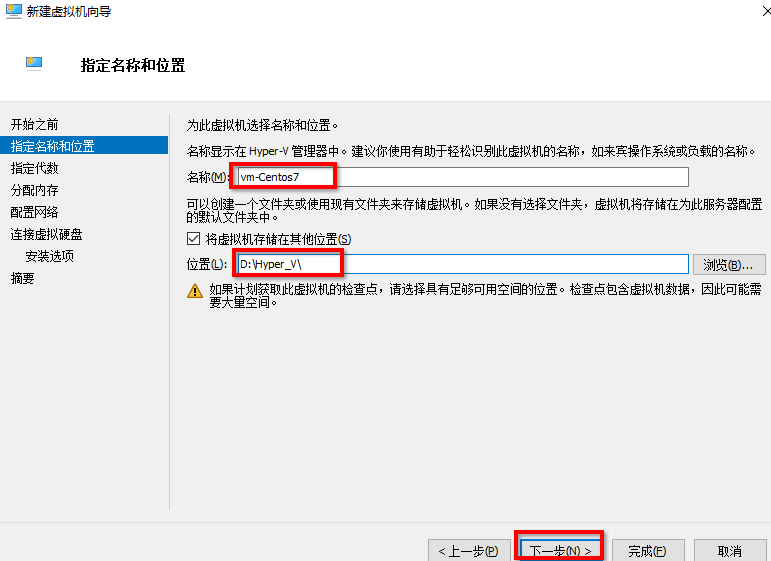 新建虚拟机向导
指定名称和位置
开始之前
指定名称和位置
指定代数
分配内存
配置网络
连接虚拟硬盘
安装选项
摘要
为此虚拟机选择名称和位置。
名称显示在 Hyper-V 管理器中。建议你使用有助于轻松识别此虚拟机的名称，如来宾操作系统或负载的名称。
名称(M): vm-Centos7
可以创建一个文件夹或使用现有文件夹来存储虚拟机。如果没有选择文件夹，虚拟机将存储在为此服务器配置
的默认文件夹中。
将虚拟机存储在其他位置(S)
位置(L): D:\Hyper_V\ 浏览(B)...
如果计划获取此虚拟机的检查点，请选择具有足够可用空间的位置。检查点包含虚拟机数据，因此可能需
要大量空间。
< 上一步(P) 下一步(N) > 完成(F) 取消